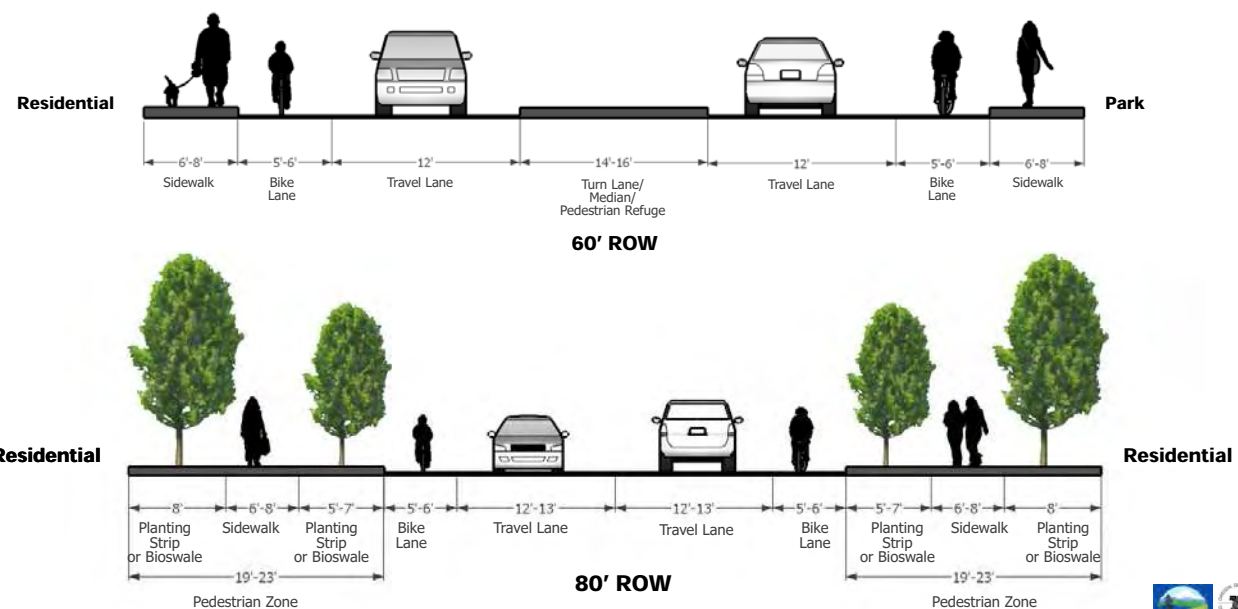 Residential
Park
6'-8'
5'-6'
12'
14'-16'
12'
5'-6'
6'-8'
Sidewalk
Bike
Lane
Travel Lane
Turn Lane/
Median/
Pedestrian Refuge
Travel Lane
Bike
Lane
Sidewalk
60' ROW
Residential
Residential
8'
6'-8'
5'-7'
5'-6'
12'-13'
12'-13'
5'-6'
5'-7'
6'-8'
8'
Planting
Strip
or Bioswale
Sidewalk
Planting
Strip
or Bioswale
Bike
Lane
Travel Lane
Travel Lane
Bike
Lane
Planting
Strip
or Bioswale
Sidewalk
Planting
Strip
or Bioswale
19'-23'
Pedestrian Zone
80' ROW
19'-23'
Pedestrian Zone